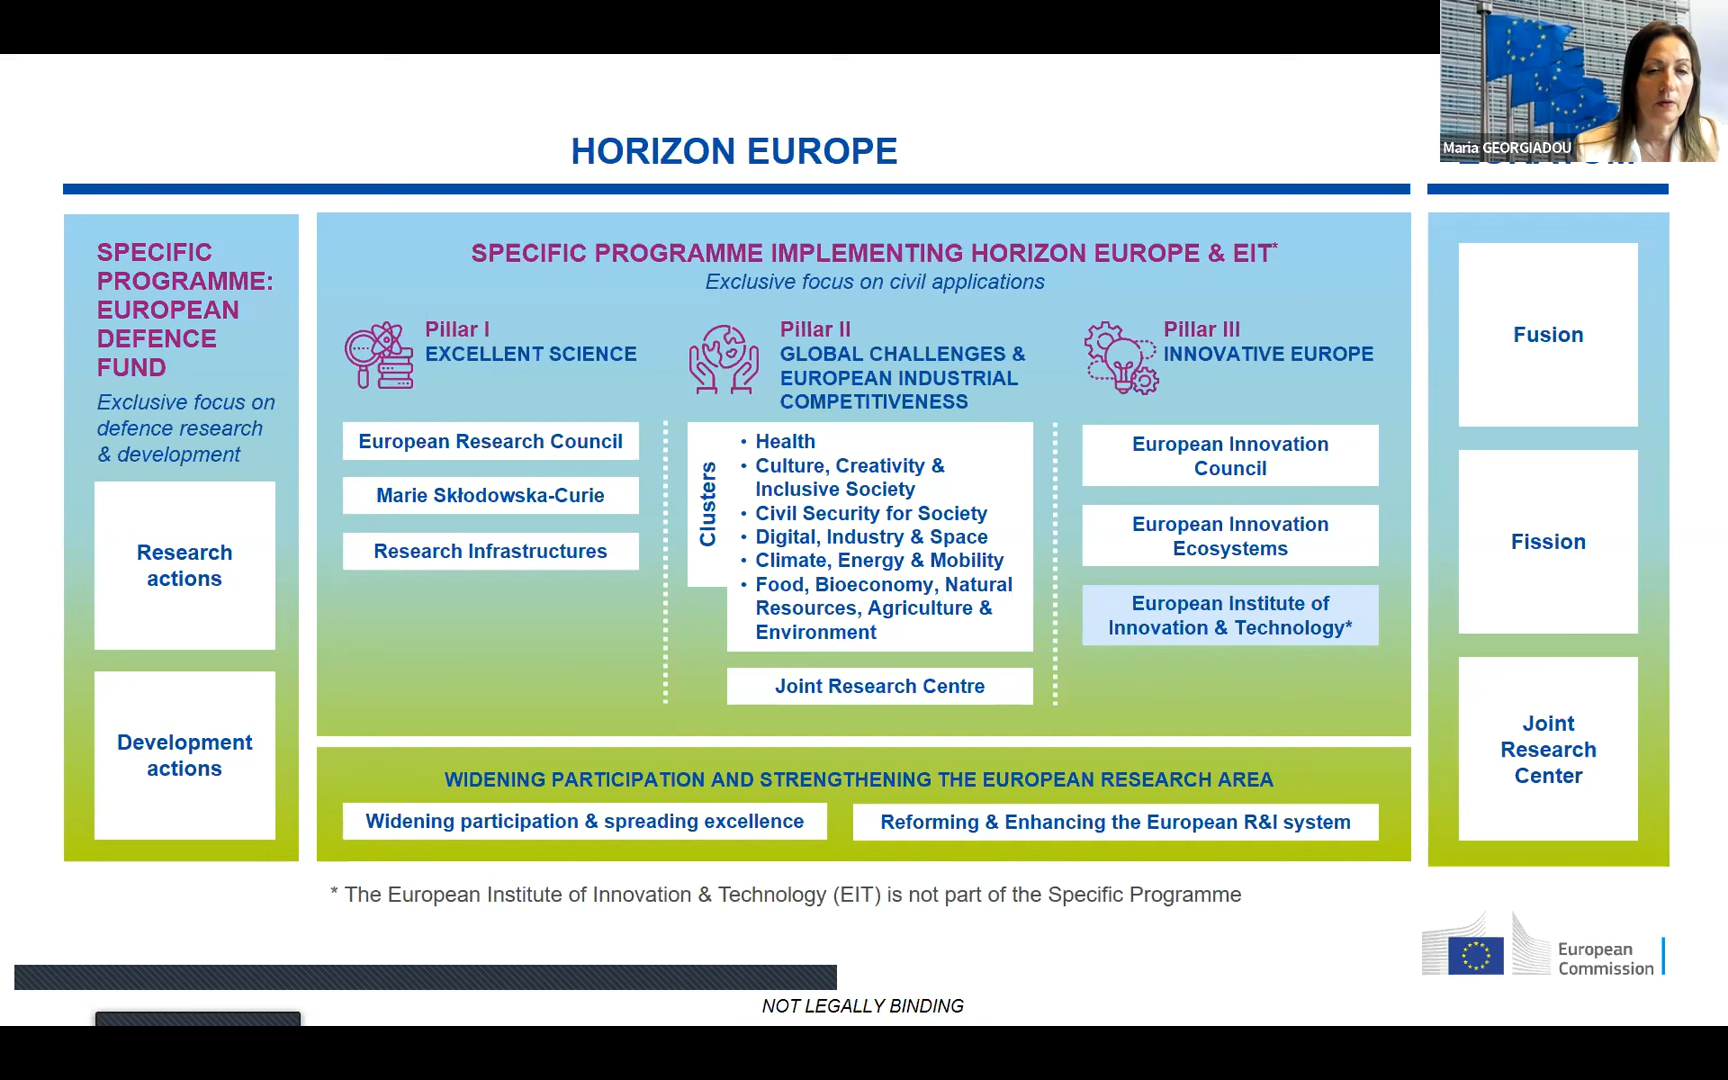 Maria GEORGIADOU
HORIZON EUROPE
SPECIFIC
PROGRAMME:
EUROPEAN
DEFENCE
FUND
Exclusive focus on
defence research
& development
Research
actions
Development
actions
SPECIFIC PROGRAMME IMPLEMENTING HORIZON EUROPE & EIT*
Exclusive focus on civil applications
Pillar I
EXCELLENT SCIENCE
European Research Council
Marie Skłodowska-Curie
Research Infrastructures
Pillar II
GLOBAL CHALLENGES &
EUROPEAN INDUSTRIAL
COMPETITIVENESS
Clusters
• Health
• Culture, Creativity &
Inclusive Society
• Civil Security for Society
• Digital, Industry & Space
• Climate, Energy & Mobility
• Food, Bioeconomy, Natural
Resources, Agriculture &
Environment
Joint Research Centre
Pillar III
INNOVATIVE EUROPE
European Innovation
Council
European Innovation
Ecosystems
European Institute of
Innovation & Technology*
WIDENING PARTICIPATION AND STRENGTHENING THE EUROPEAN RESEARCH AREA
Widening participation & spreading excellence
Reforming & Enhancing the European R&I system
Fusion
Fission
Joint
Research
Center
* The European Institute of Innovation & Technology (EIT) is not part of the Specific Programme
European
Commission
NOT LEGALLY BINDING